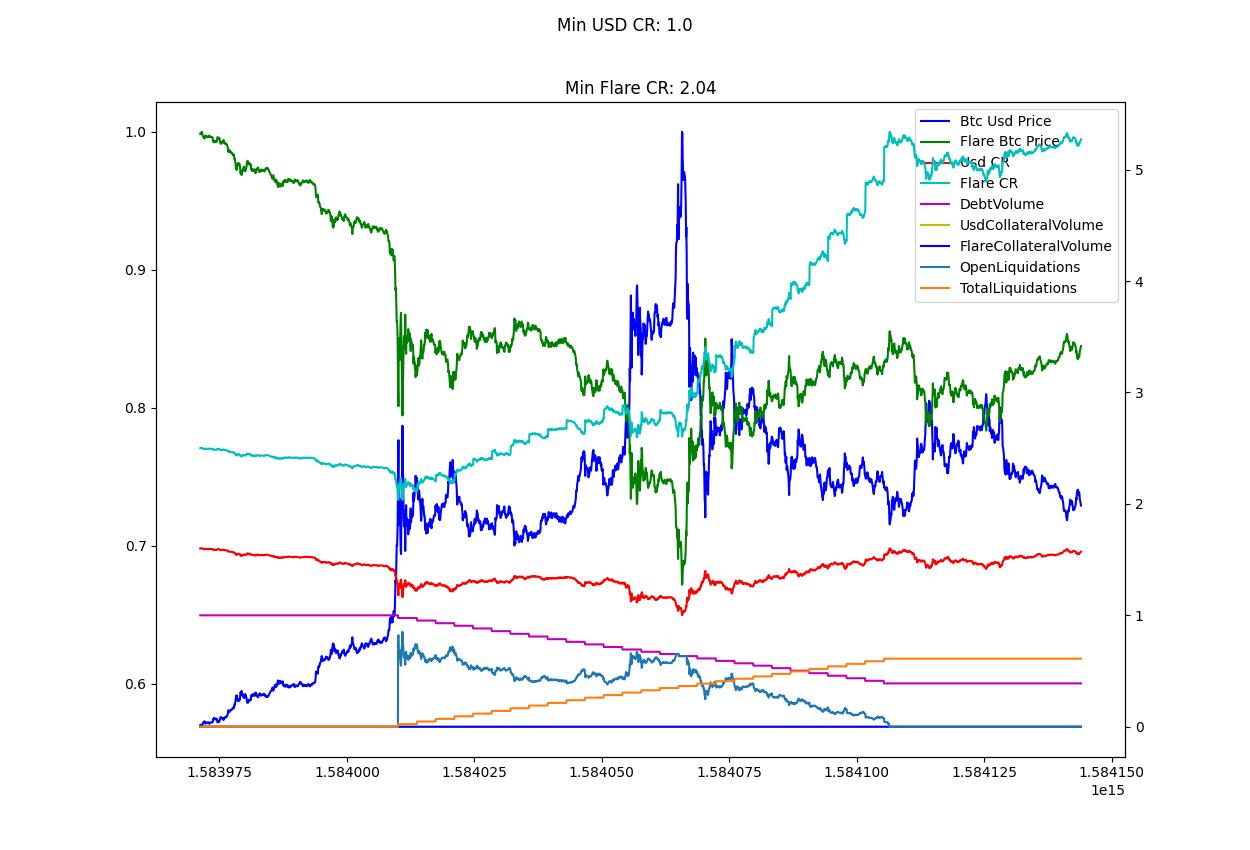 Min USD CR: 1.0
Min Flare CR: 2.04
Btc Usd Price
Flare Btc Price
Usd CR
Flare CR
DebtVolume
UsdCollateralVolume
FlareCollateralVolume
OpenLiquidations
TotalLiquidations
1.0
0.9
0.8
0.7
0.6
5
4
3
2
1
0
1.583975 1.584000 1.584025 1.584050 1.584075 1.584100 1.584125 1.584150
1e15